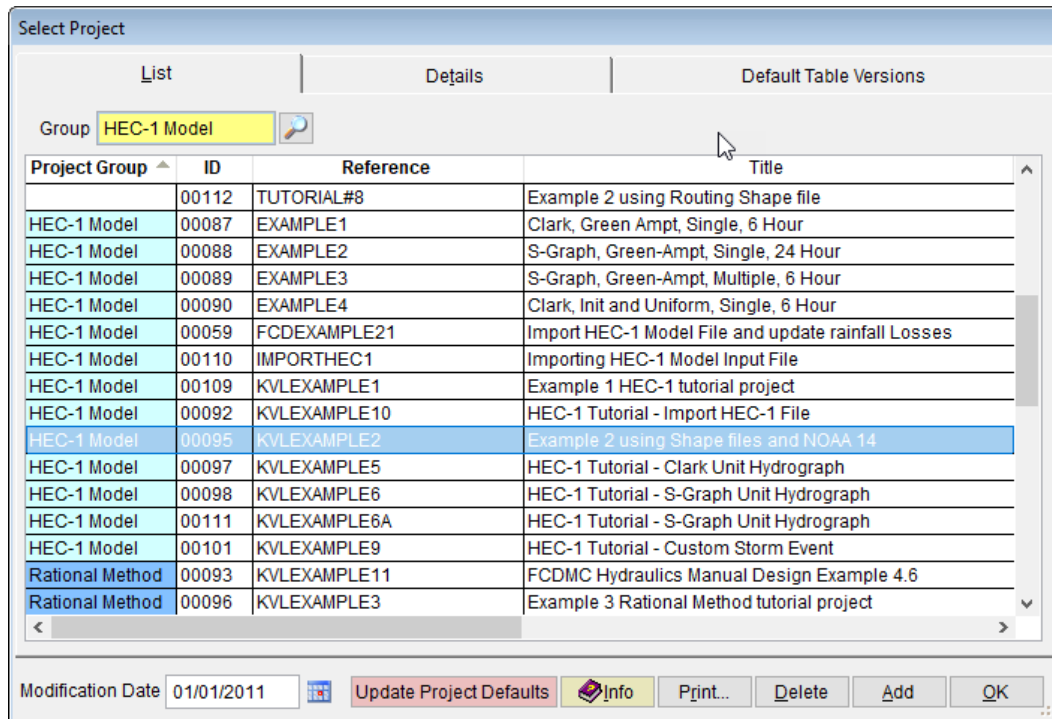 Select Project
List Details Default Table Versions
Group HEC-1 Model
Project Group ID Reference Title
00112 TUTORIAL#8 Example 2 using Routing Shape file
HEC-1 Model 00087 EXAMPLE1 Clark, Green Ampt, Single, 6 Hour
HEC-1 Model 00088 EXAMPLE2 S-Graph, Green-Ampt, Single, 24 Hour
HEC-1 Model 00089 EXAMPLE3 S-Graph, Green-Ampt, Multiple, 6 Hour
HEC-1 Model 00090 EXAMPLE4 Clark, Init and Uniform, Single, 6 Hour
HEC-1 Model 00059 FCDEXAMPLE21 Import HEC-1 Model File and update rainfall Losses
HEC-1 Model 00110 IMPORTHEC1 Importing HEC-1 Model Input File
HEC-1 Model 00109 KVLEXAMPLE1 Example 1 HEC-1 tutorial project
HEC-1 Model 00092 KVLEXAMPLE10 HEC-1 Tutorial - Import HEC-1 File
HEC-1 Model 00095 KVLEXAMPLE2 Example 2 using Shape files and NOAA 14
HEC-1 Model 00097 KVLEXAMPLE5 HEC-1 Tutorial - Clark Unit Hydrograph
HEC-1 Model 00098 KVLEXAMPLE6 HEC-1 Tutorial - S-Graph Unit Hydrograph
HEC-1 Model 00111 KVLEXAMPLE6A HEC-1 Tutorial - S-Graph Unit Hydrograph
HEC-1 Model 00101 KVLEXAMPLE9 HEC-1 Tutorial - Custom Storm Event
Rational Method 00093 KVLEXAMPLE11 FCDMC Hydraulics Manual Design Example 4.6
Rational Method 00096 KVLEXAMPLE3 Example 3 Rational Method tutorial project
Modification Date 01/01/2011 Update Project Defaults Info Print... Delete Add OK